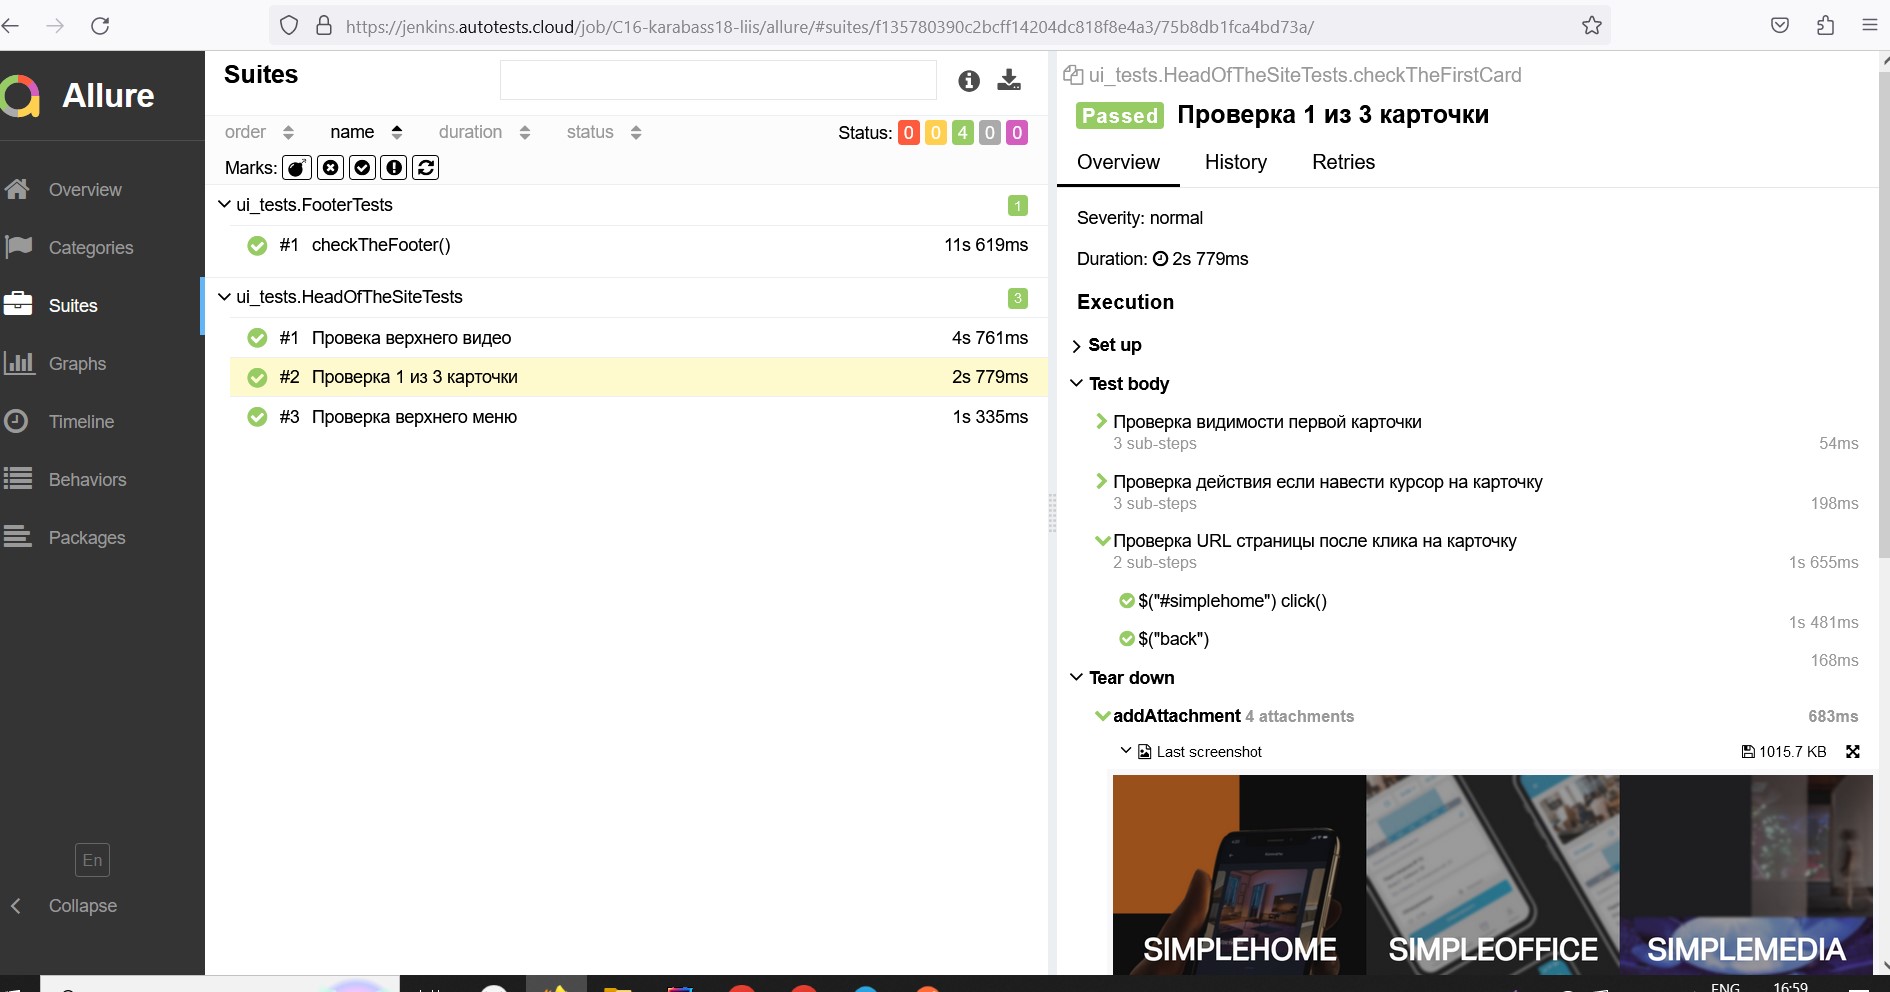 https://jenkins.autotests.cloud/job/C16-karabass18-liis/allure/#suites/f135780390c2bcff14204dc818f8e4a3/75b8db1fca4bd73a/
Allure
Overview
Categories
Suites
Graphs
Timeline
Behaviors
Packages
En
Collapse
Suites
order name duration status Status: 0 0 4 0 0
Marks:
ui_tests.FooterTests 1
#1 checkTheFooter() 11s 619ms
ui_tests.HeadOfTheSiteTests 3
#1 Провека верхнего видео 4s 761ms
#2 Проверка 1 из 3 карточки 2s 779ms
#3 Проверка верхнего меню 1s 335ms
ui_tests.HeadOfTheSiteTests.checkTheFirstCard
Passed Проверка 1 из 3 карточки
Overview History Retries
Severity: normal
Duration: 2s 779ms
Execution
Set up
Test body
Проверка видимости первой карточки
3 sub-steps 54ms
Проверка действия если навести курсор на карточку
3 sub-steps 198ms
Проверка URL страницы после клика на карточку
2 sub-steps 1s 655ms
$("#simplehome") click()
1s 481ms
$("back")
168ms
Tear down
addAttachment 4 attachments 683ms
Last screenshot 1015.7 KB
SIMPLEHOME SIMPLEOFFICE SIMPLEMEDIA
ENG 16:59